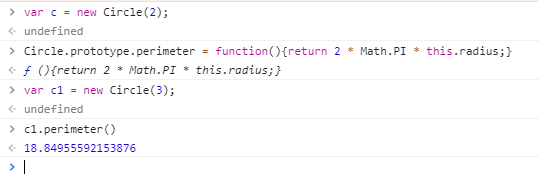 > var c = new Circle(2);
<· undefined
> Circle.prototype.perimeter = function(){return 2 * Math.PI * this.radius;}
<· ƒ (){return 2 * Math.PI * this.radius;}
> var c1 = new Circle(3);
<· undefined
> c1.perimeter()
<· 18.84955592153876
>